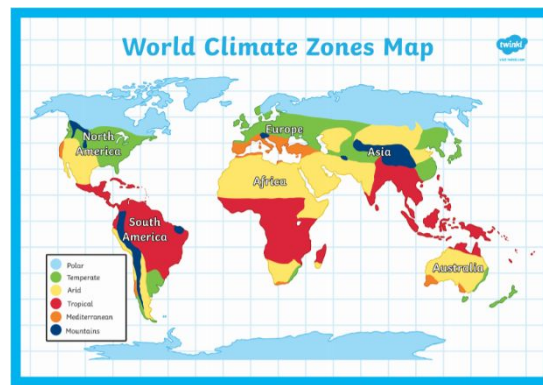 World Climate Zones Map
twinkl
North
America
Europe
Asia
Africa
South
America
Australia
Polar
Temperate
Arid
Tropical
Mediterranean
Mountains